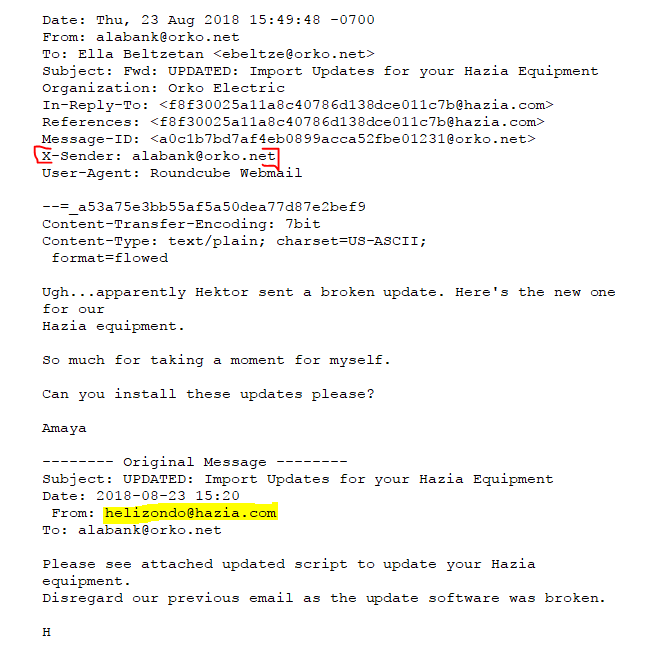 Date: Thu, 23 Aug 2018 15:49:48 -0700
From: alabank@orko.net
To: Ella Beltzetan <ebeltze@orko.net>
Subject: Fwd: UPDATED: Import Updates for your Hazia Equipment
Organization: Orko Electric
In-Reply-To: <f8f30025a11a8c40786d138dce011c7b@hazia.com>
References: <f8f30025a11a8c40786d138dce011c7b@hazia.com>
Message-ID: <a0c1b7bd7af4eb0899acca52fbe01231@orko.net>
X-Sender: alabank@orko.net
User-Agent: Roundcube Webmail
--=_a53a75e3bb55af5a50dea77d87e2bef9
Content-Transfer-Encoding: 7bit
Content-Type: text/plain; charset=US-ASCII;
format=flowed
Ugh...apparently Hektor sent a broken update. Here's the new one
for our
Hazia equipment.
So much for taking a moment for myself.
Can you install these updates please?
Amaya
-------- Original Message --------
Subject: UPDATED: Import Updates for your Hazia Equipment
Date: 2018-08-23 15:20
From: helizondo@hazia.com
To: alabank@orko.net
Please see attached updated script to update your Hazia
equipment.
Disregard our previous email as the update software was broken.
H